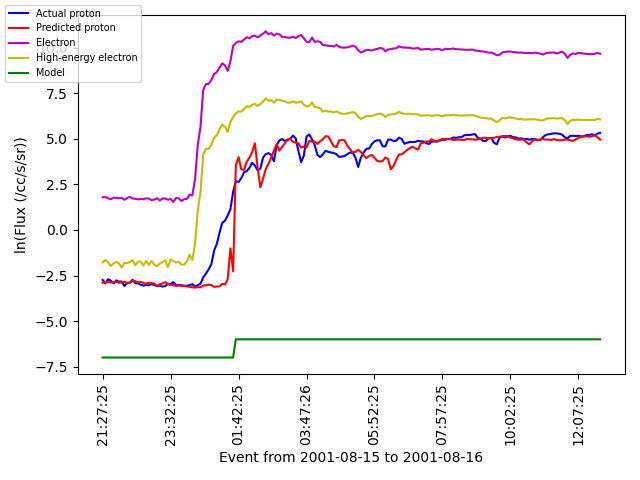 Actual proton
Predicted proton
Electron
High-energy electron
Model
10.0
7.5
5.0
2.5
0.0
−2.5
−5.0
−7.5
ln(Flux (/cc/s/sr))
21:27:25
23:32:25
01:42:25
03:47:26
05:52:25
07:57:25
10:02:25
12:07:25
Event from 2001-08-15 to 2001-08-16